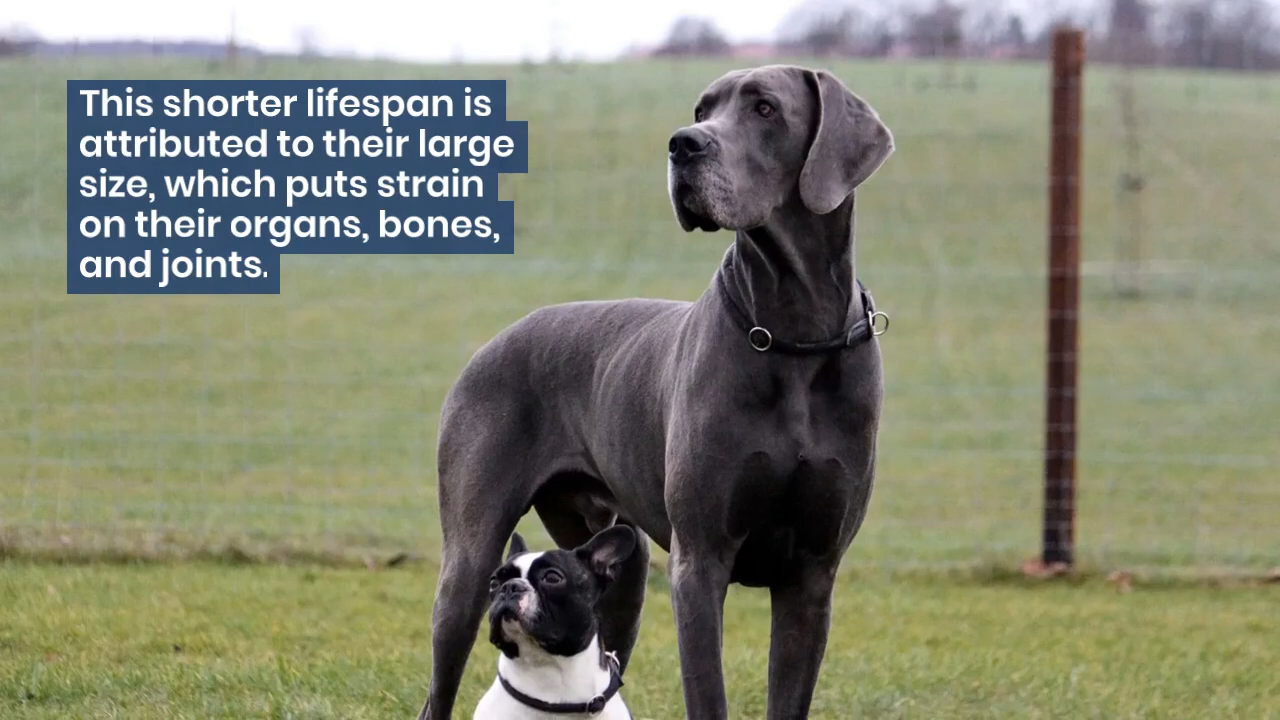 This shorter lifespan is
attributed to their large
size, which puts strain
on their organs, bones,
and joints.